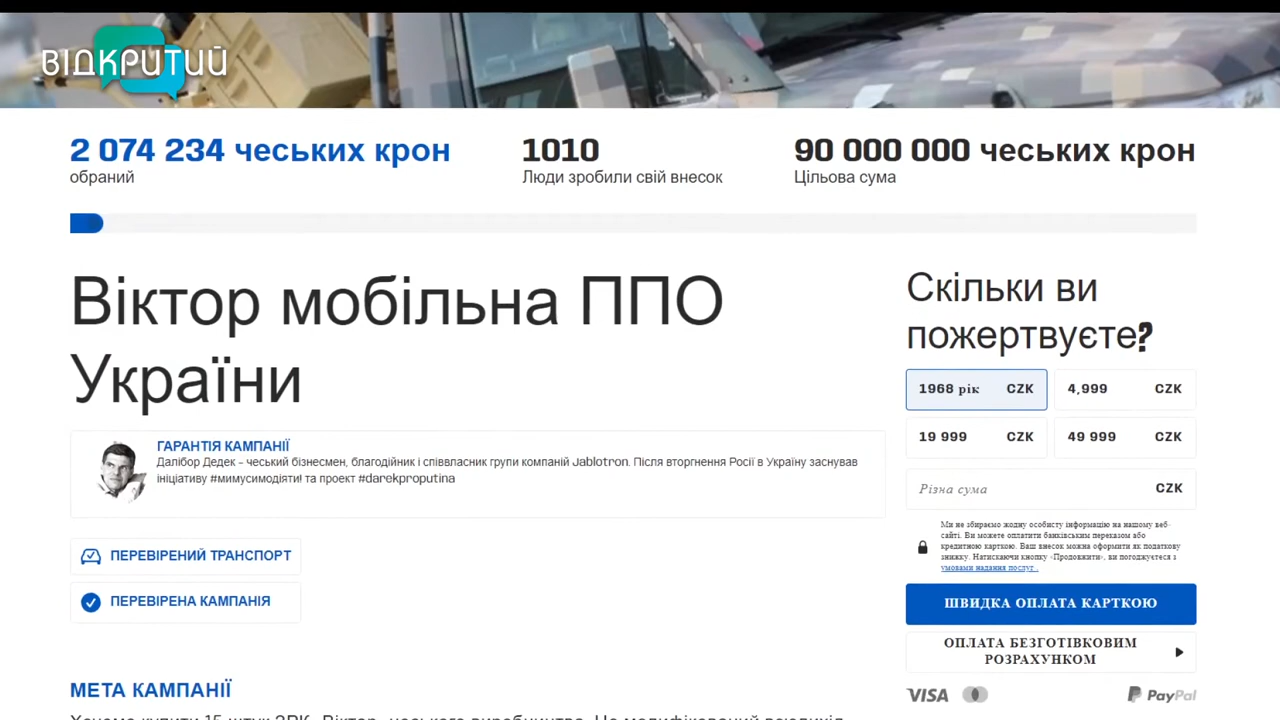 ВІДКРИТИЙ
2 074 234 чеських крон
обраний
1010
Люди зробили свій внесок
90 000 000 чеських крон
Цільова сума
Віктор мобільна ППО
України
ГАРАНТІЯ КАМПАНІЇ
Далібор Дедек – чеський бізнесмен, благодійник і співвласник групи компаній Jablotron. Після вторгнення Росії в Україну заснував
ініціативу #мимусимодіяти! та проект #darekproputina
ПЕРЕВІРЕНИЙ ТРАНСПОРТ
ПЕРЕВІРЕНА КАМПАНІЯ
МЕТА КАМПАНІЇ
Скільки ви
пожертвуєте?
1968 рік CZK
4,999 CZK
19 999 CZK
49 999 CZK
Різна сума CZK
Ми не збираємо жодну особисту інформацію на нашому веб-
сайті. Ви можете оплатити банківським переказом або
кредитною карткою. Ваш внесок можна оформити як податкову
знижку. Натискаючи кнопку «Продовжити», ви погоджуєтеся з
умовами надання послуг .
ШВИДКА ОПЛАТА КАРТКОЮ
ОПЛАТА БЕЗГОТІВКОВИМ
РОЗРАХУНКОМ
VISA
PayPal